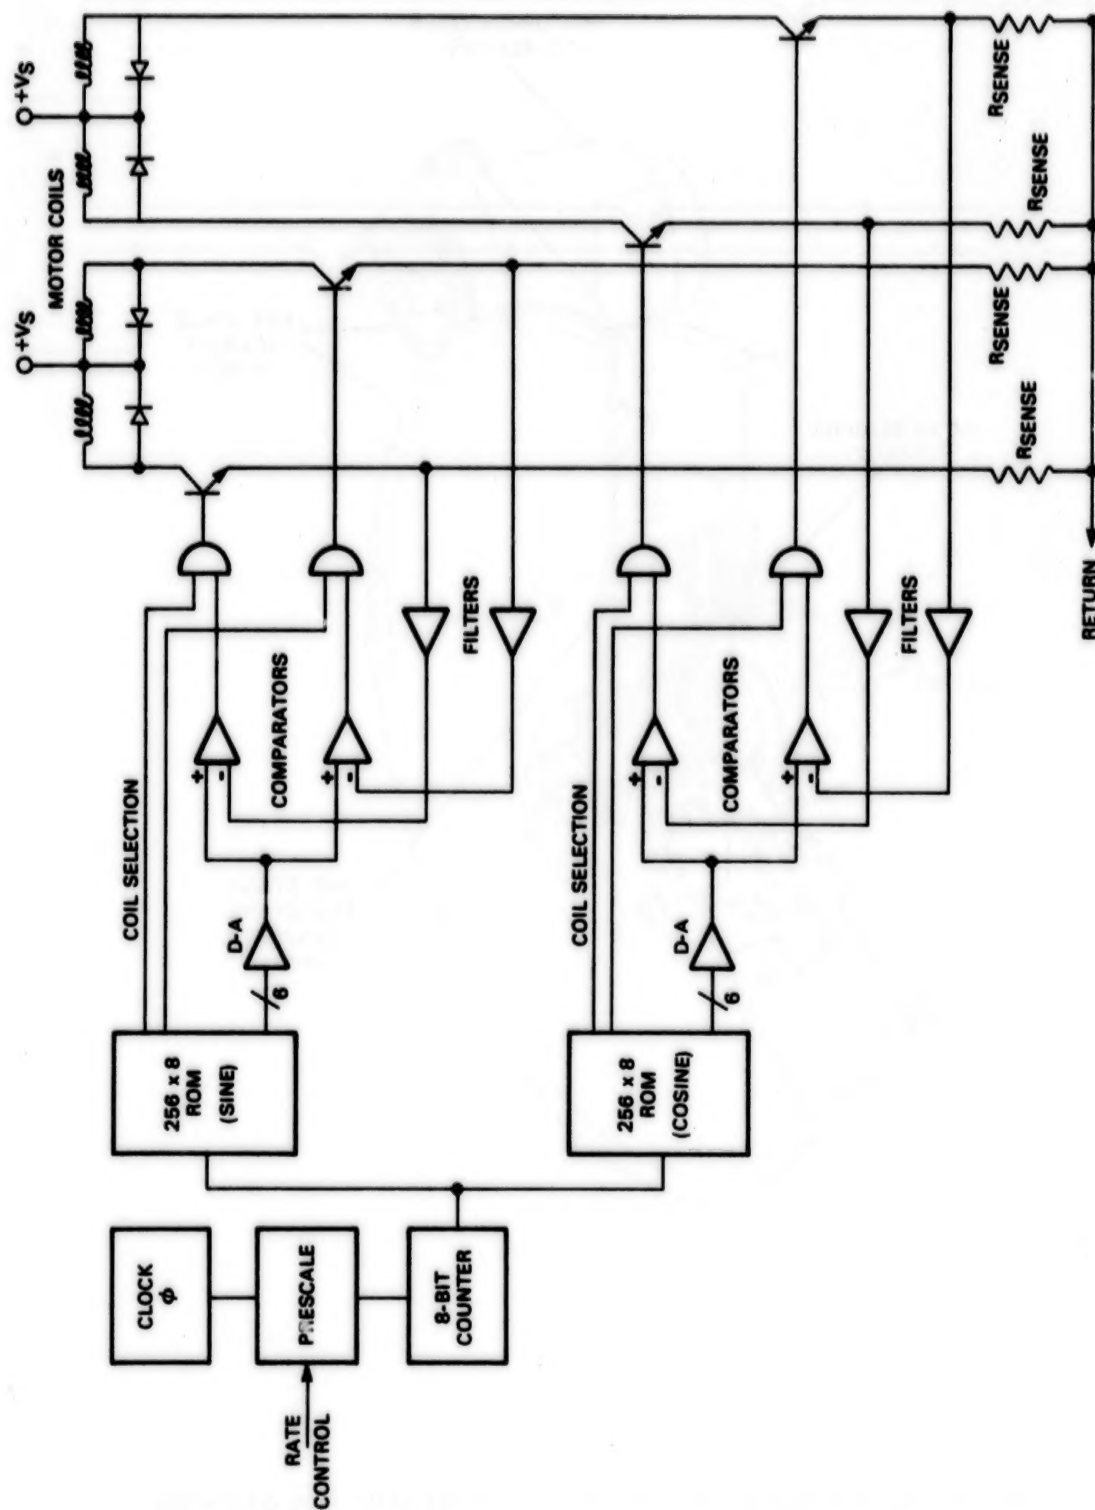 CLOCK
φ
RATE
CONTROL
PRESCALE
8-BIT
COUNTER
256 x 8
ROM
(SINE)
256 x 8
ROM
(COSINE)
COIL SELECTION
D-A
6
COIL SELECTION
D-A
6
+
-
COMPARATORS
+
-
+
-
COMPARATORS
+
-
FILTERS
FILTERS
+VS
MOTOR COILS
+VS
RSENSE
RSENSE
RSENSE
RSENSE
RETURN